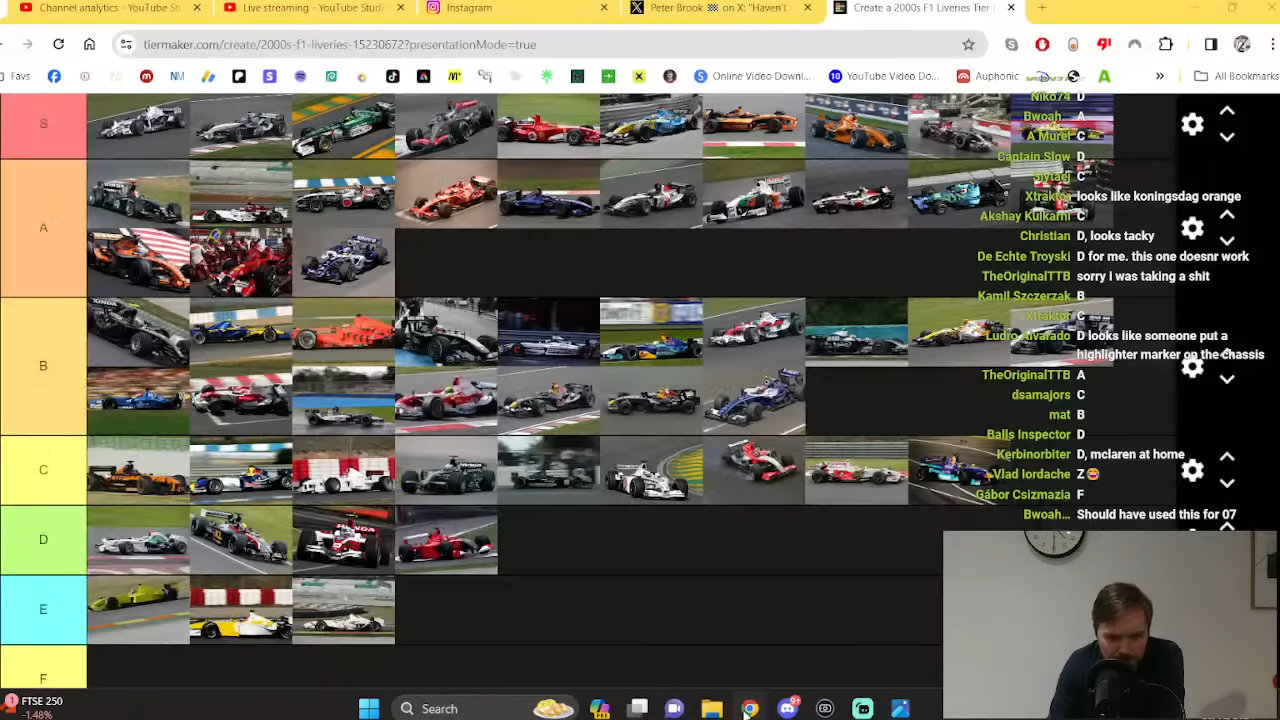 Channel analytics - YouTube St
Live streaming - YouTube Studi
Instagram
Peter Brook on X: "Haven't
Create a 2000s F1 Liveries Tier
tiermaker.com/create/2000s-f1-liveries-15230672?presentationMode=true
Favs
Online Video Downl...
YouTube Video Do...
Auphonic
All Bookmarks
S
A
B
C
D
E
F
Niko74 D
Bwoah... A
A Murel C
Captain Slow D
C
Xtraktor looks like koningsdag orange
Akshay Kulkarni C
Christian D, looks tacky
De Echte Troyski D for me. this one doesnr work
TheOriginalTTB sorry I was taking a shit
Kamil Szczerzak B
Xtraktor C
Ludro Alvarado D looks like someone put a
highlighter marker on the chassis
TheOriginalTTB A
dsamajors C
mat B
Balls Inspector D
Kerbinorbiter D, mclaren at home
Vlad Iordache Z😄
Gábor Csizmazia F
Bwoah... Should have used this for 07
FTSE 250
-1.48%
Search